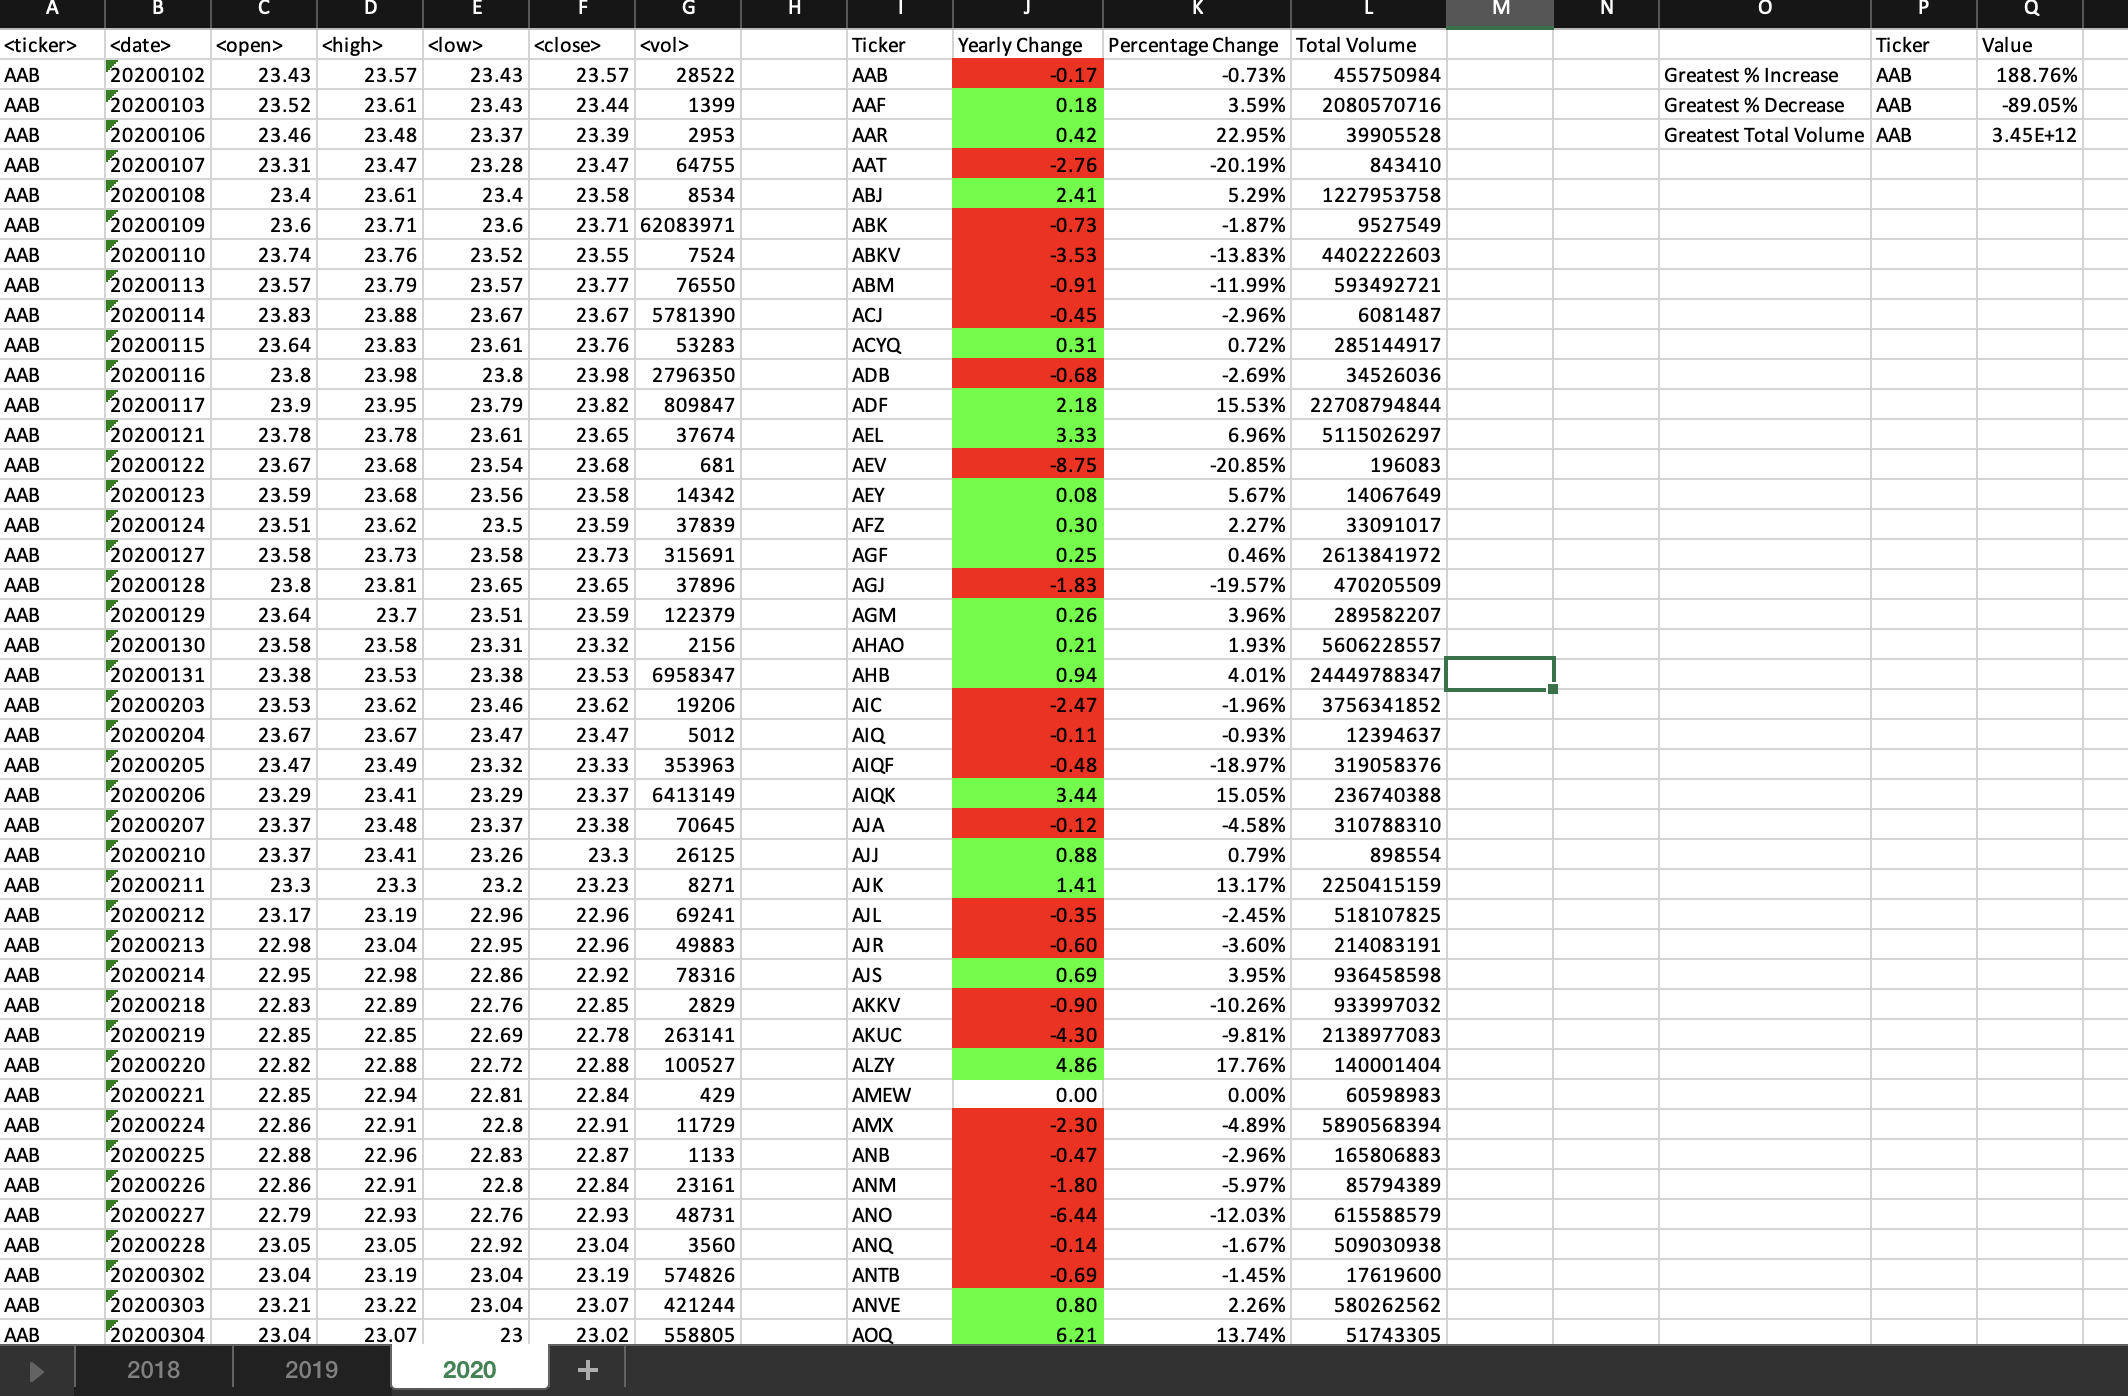 A B C D E F G H I J K L M N O P Q
<ticker> <date> <open> <high> <low> <close> <vol> Ticker Yearly Change Percentage Change Total Volume Ticker Value
AAB 20200102 23.43 23.57 23.43 23.57 28522 AAB -0.17 -0.73% 455750984 Greatest % Increase AAB 188.76%
AAB 20200103 23.52 23.61 23.43 23.44 1399 AAF 0.18 3.59% 2080570716 Greatest % Decrease AAB -89.05%
AAB 20200106 23.46 23.48 23.37 23.39 2953 AAR 0.42 22.95% 39905528 Greatest Total Volume AAB 3.45E+12
AAB 20200107 23.31 23.47 23.28 23.47 64755 AAT -2.76 -20.19% 843410
AAB 20200108 23.4 23.61 23.4 23.58 8534 ABJ 2.41 5.29% 1227953758
AAB 20200109 23.6 23.71 23.6 23.71 62083971 ABK -0.73 -1.87% 9527549
AAB 20200110 23.74 23.76 23.52 23.55 7524 ABKV -3.53 -13.83% 4402222603
AAB 20200113 23.57 23.79 23.57 23.77 76550 ABM -0.91 -11.99% 593492721
AAB 20200114 23.83 23.88 23.67 23.67 5781390 ACJ -0.45 -2.96% 6081487
AAB 20200115 23.64 23.83 23.61 23.76 53283 ACYQ 0.31 0.72% 285144917
AAB 20200116 23.8 23.98 23.8 23.98 2796350 ADB -0.68 -2.69% 34526036
AAB 20200117 23.9 23.95 23.79 23.82 809847 ADF 2.18 15.53% 22708794844
AAB 20200121 23.78 23.78 23.61 23.65 37674 AEL 3.33 6.96% 5115026297
AAB 20200122 23.67 23.68 23.54 23.68 681 AEV -8.75 -20.85% 196083
AAB 20200123 23.59 23.68 23.56 23.58 14342 AEY 0.08 5.67% 14067649
AAB 20200124 23.51 23.62 23.5 23.59 37839 AFZ 0.30 2.27% 33091017
AAB 20200127 23.58 23.73 23.58 23.73 315691 AGF 0.25 0.46% 2613841972
AAB 20200128 23.8 23.81 23.65 23.65 37896 AGJ -1.83 -19.57% 470205509
AAB 20200129 23.64 23.7 23.51 23.59 122379 AGM 0.26 3.96% 289582207
AAB 20200130 23.58 23.58 23.31 23.32 2156 AHAO 0.21 1.93% 5606228557
AAB 20200131 23.38 23.53 23.38 23.53 6958347 AHB 0.94 4.01% 24449788347
AAB 20200203 23.53 23.62 23.46 23.62 19206 AIC -2.47 -1.96% 3756341852
AAB 20200204 23.67 23.67 23.47 23.47 5012 AIQ -0.11 -0.93% 12394637
AAB 20200205 23.47 23.49 23.32 23.33 353963 AIQF -0.48 -18.97% 319058376
AAB 20200206 23.29 23.41 23.29 23.37 6413149 AIQK 3.44 15.05% 236740388
AAB 20200207 23.37 23.48 23.37 23.38 70645 AJA -0.12 -4.58% 310788310
AAB 20200210 23.37 23.41 23.26 23.3 26125 AJJ 0.88 0.79% 898554
AAB 20200211 23.3 23.3 23.2 23.23 8271 AJK 1.41 13.17% 2250415159
AAB 20200212 23.17 23.19 22.96 22.96 69241 AJL -0.35 -2.45% 518107825
AAB 20200213 22.98 23.04 22.95 22.96 49883 AJR -0.60 -3.60% 214083191
AAB 20200214 22.95 22.98 22.86 22.92 78316 AJS 0.69 3.95% 936458598
AAB 20200218 22.83 22.89 22.76 22.85 2829 AKKV -0.90 -10.26% 933997032
AAB 20200219 22.85 22.85 22.69 22.78 263141 AKUC -4.30 -9.81% 2138977083
AAB 20200220 22.82 22.88 22.72 22.88 100527 ALZY 4.86 17.76% 140001404
AAB 20200221 22.85 22.94 22.81 22.84 429 AMEW 0.00 0.00% 60598983
AAB 20200224 22.86 22.91 22.8 22.91 11729 AMX -2.30 -4.89% 5890568394
AAB 20200225 22.88 22.96 22.83 22.87 1133 ANB -0.47 -2.96% 165806883
AAB 20200226 22.86 22.91 22.8 22.84 23161 ANM -1.80 -5.97% 85794389
AAB 20200227 22.79 22.93 22.76 22.93 48731 ANO -6.44 -12.03% 615588579
AAB 20200228 23.05 23.05 22.92 23.04 3560 ANQ -0.14 -1.67% 509030938
AAB 20200302 23.04 23.19 23.04 23.19 574826 ANTB -0.69 -1.45% 17619600
AAB 20200303 23.21 23.22 23.04 23.07 421244 ANVE 0.80 2.26% 580262562
AAB 20200304 23.04 23.07 23 23.02 558805 AOQ 6.21 13.74% 51743305
2018 2019 2020 +